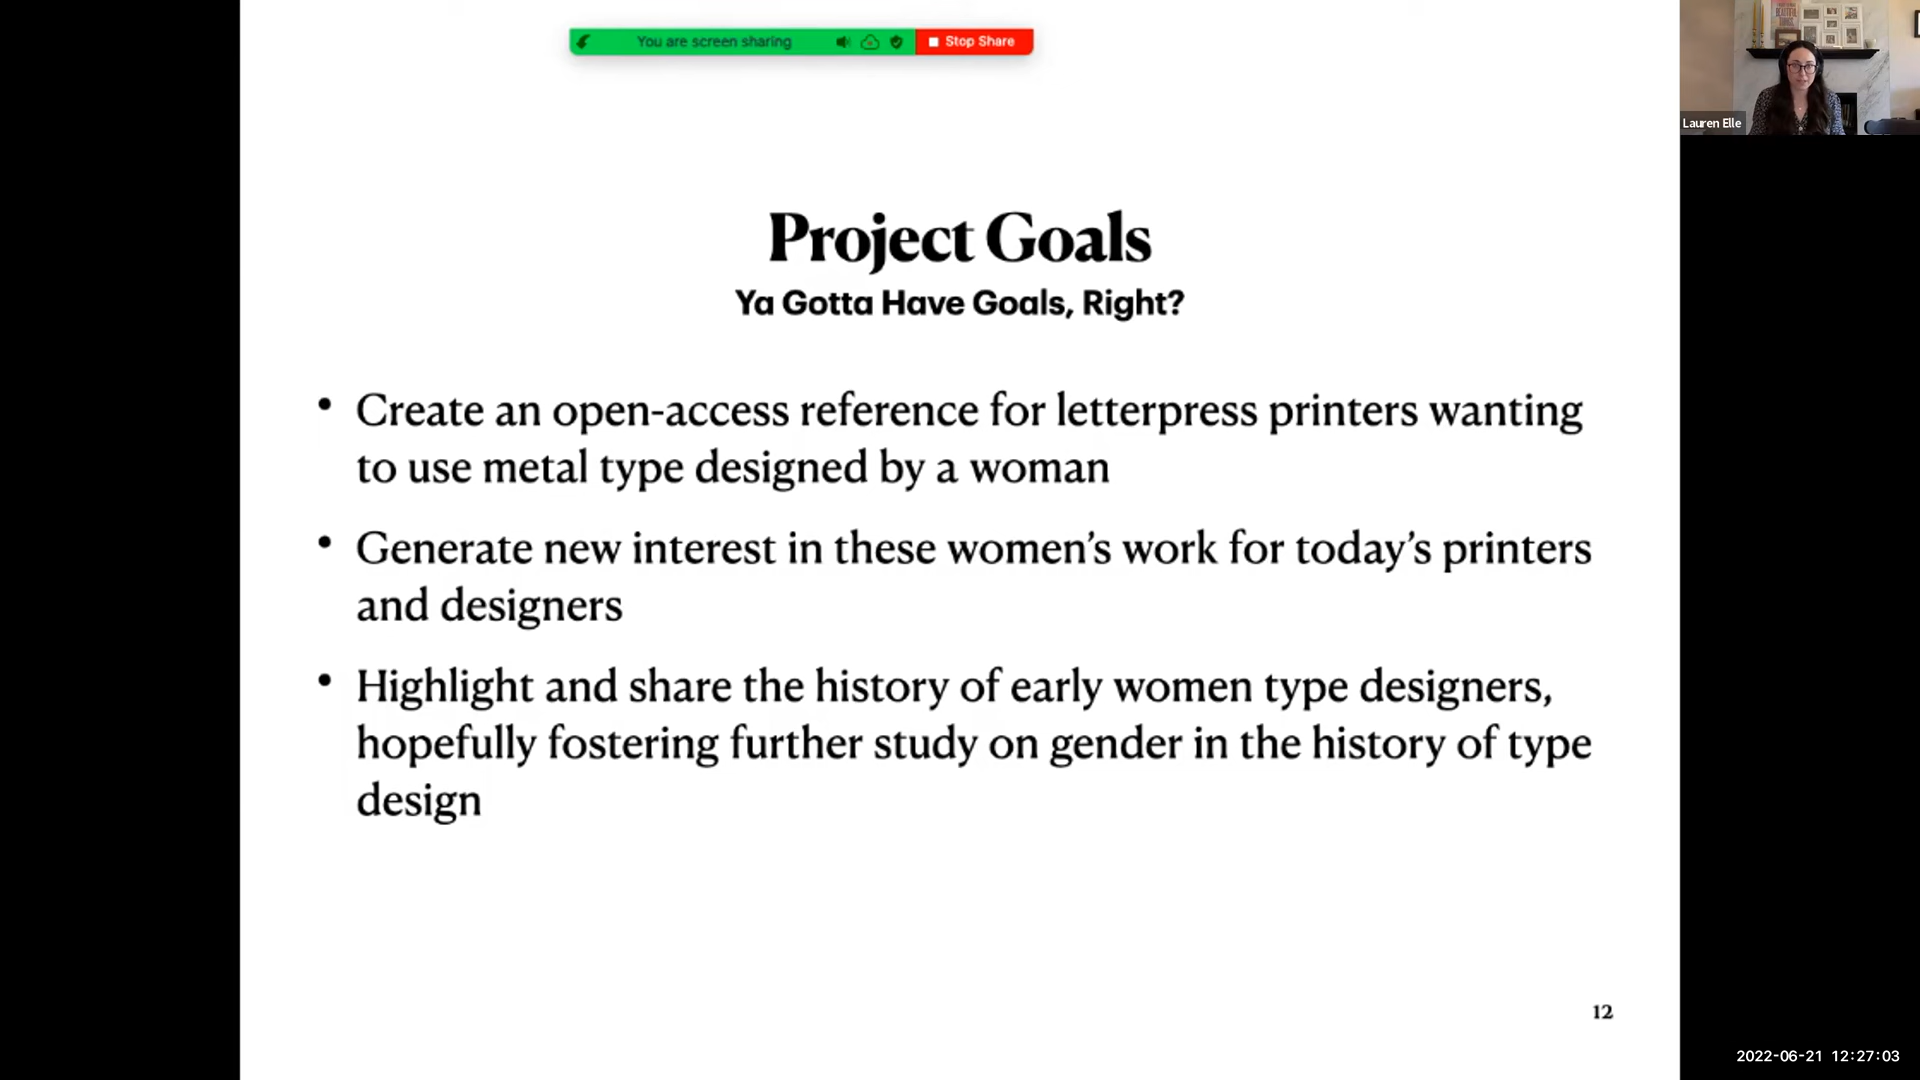 You are screen sharing
Stop Share
Lauren Elle
Project Goals
Ya Gotta Have Goals, Right?
• Create an open-access reference for letterpress printers wanting
to use metal type designed by a woman
• Generate new interest in these women’s work for today’s printers
and designers
• Highlight and share the history of early women type designers,
hopefully fostering further study on gender in the history of type
design
12
2022-06-21 12:27:03